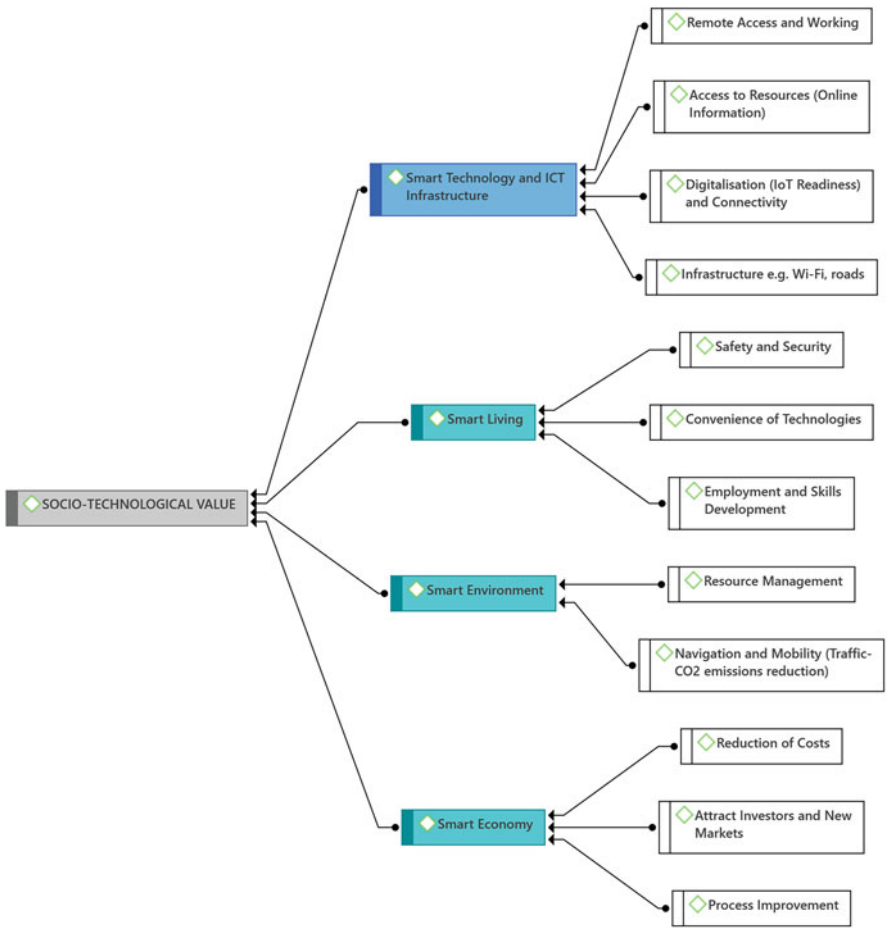 Remote Access and Working
Access to Resources (Online
Information)
Smart Technology and ICT
Infrastructure
Digitalisation (IoT Readiness)
and Connectivity
Infrastructure e.g. Wi-Fi, roads
Safety and Security
Smart Living
Convenience of Technologies
Employment and Skills
Development
SOCIO-TECHNOLOGICAL VALUE
Smart Environment
Resource Management
Navigation and Mobility (Traffic-
CO2 emissions reduction)
Reduction of Costs
Smart Economy
Attract Investors and New
Markets
Process Improvement